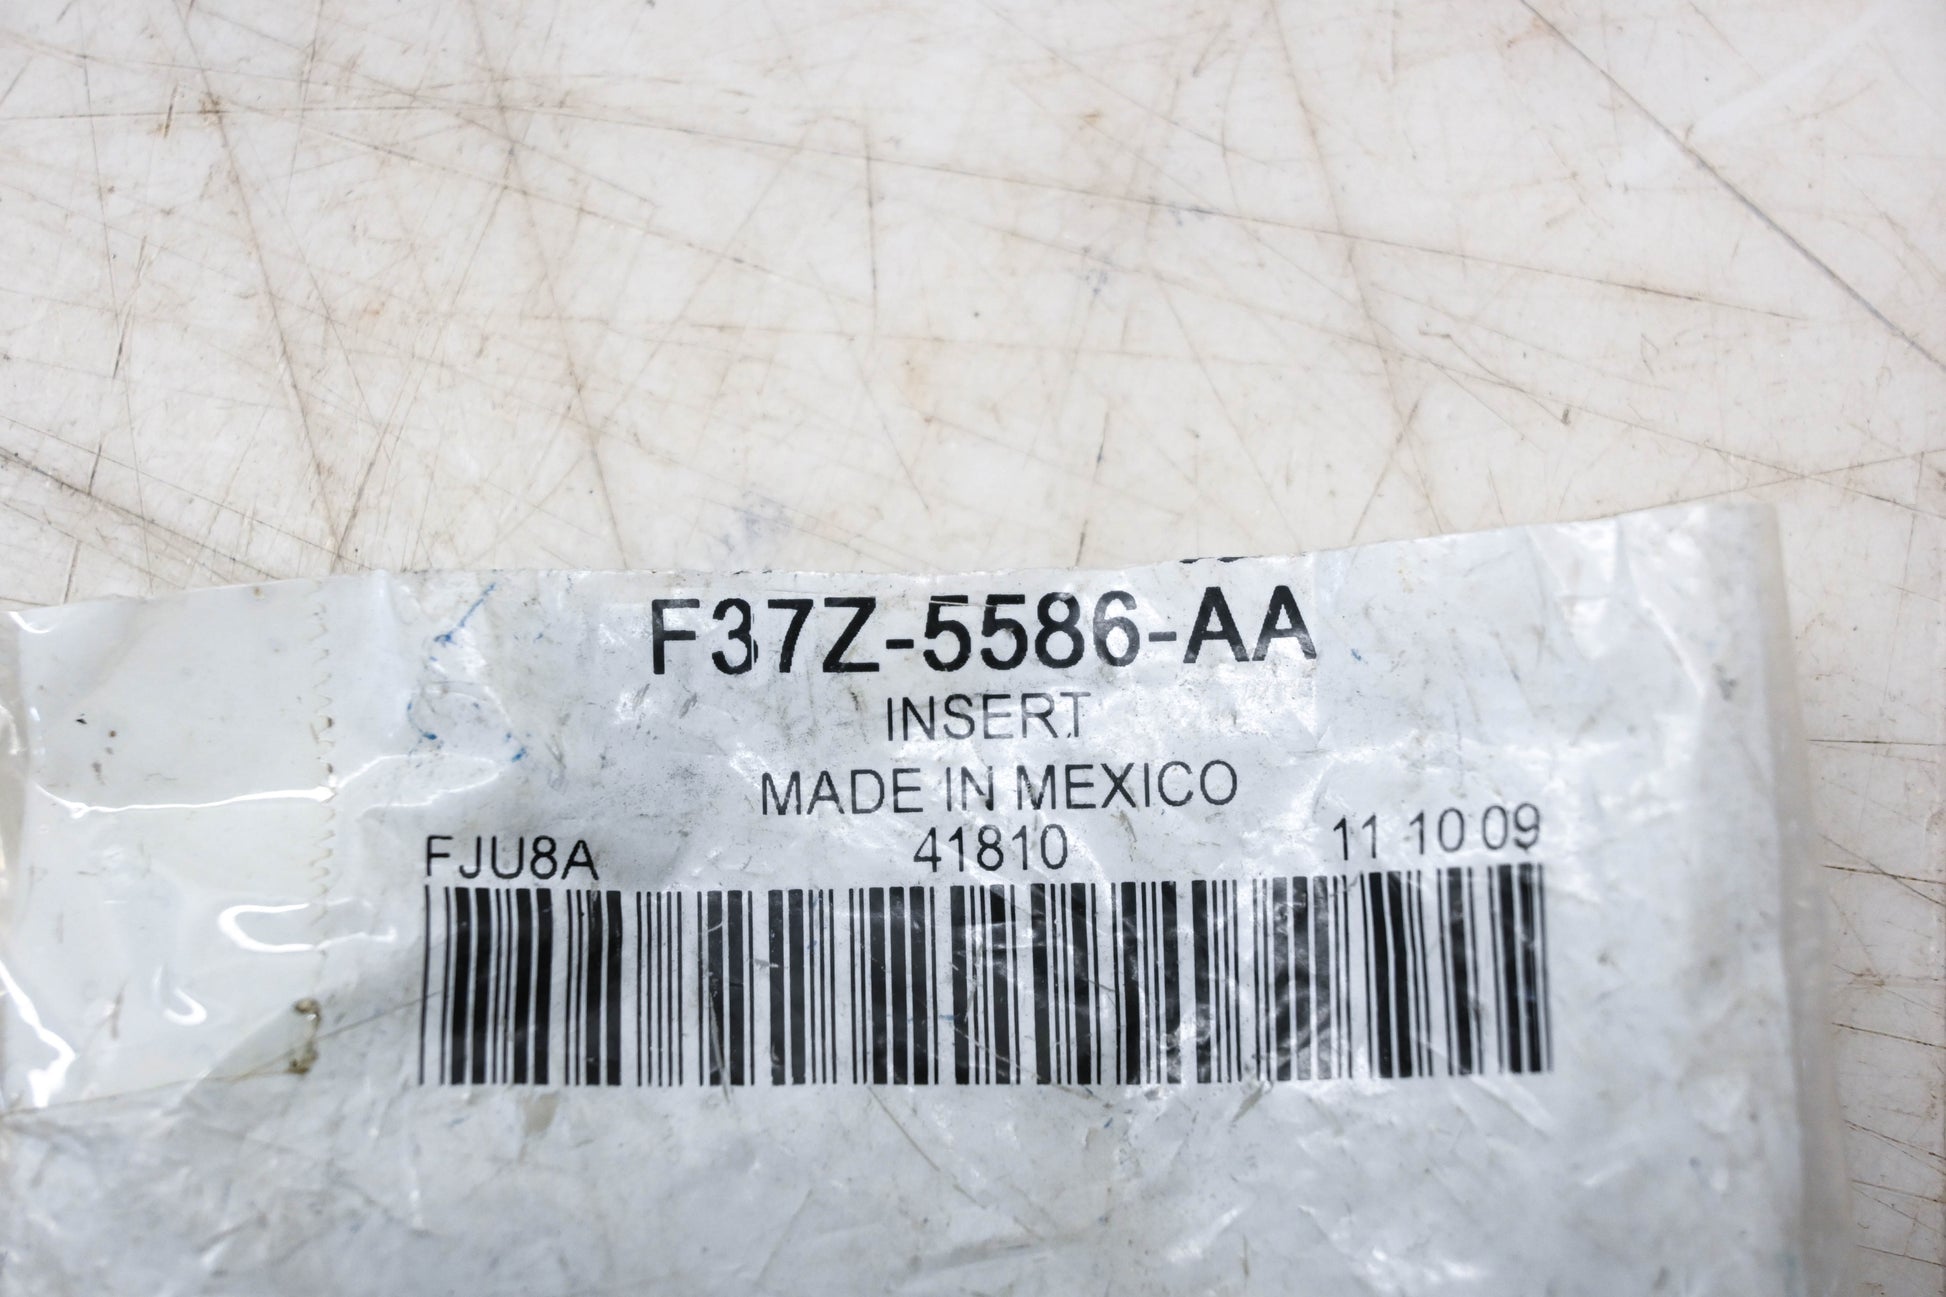 F37Z-5586-AA
INSERT
MADE IN MEXICO
FJU8A 41810 11 10 09